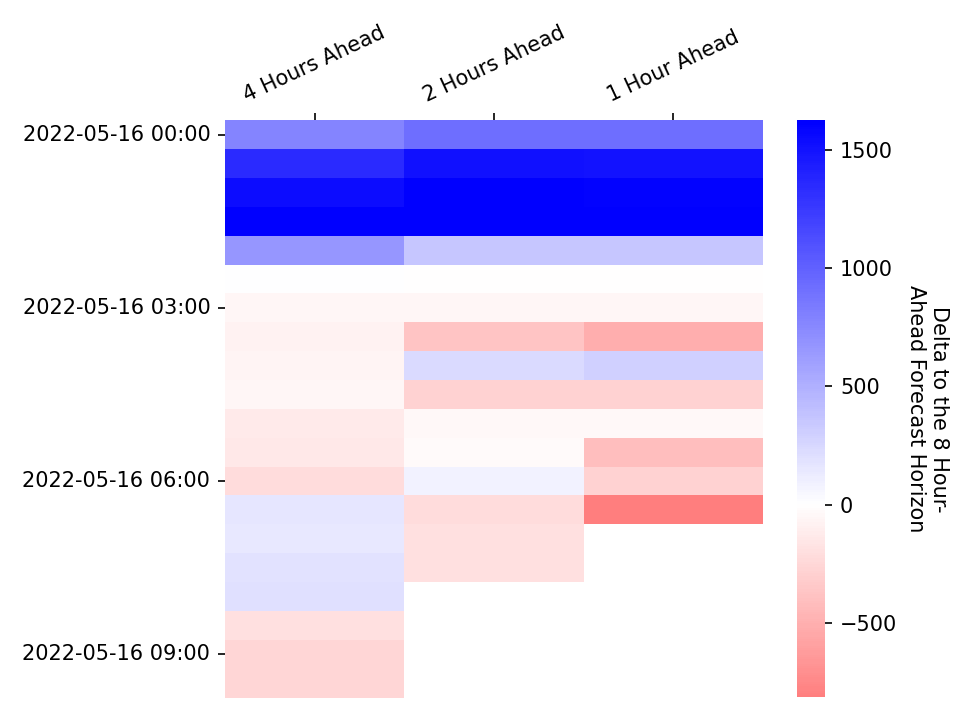 4 Hours Ahead
2 Hours Ahead
1 Hour Ahead
2022-05-16 00:00
2022-05-16 03:00
2022-05-16 06:00
2022-05-16 09:00
1500
1000
500
0
−500
Delta to the 8 Hour-
Ahead Forecast Horizon